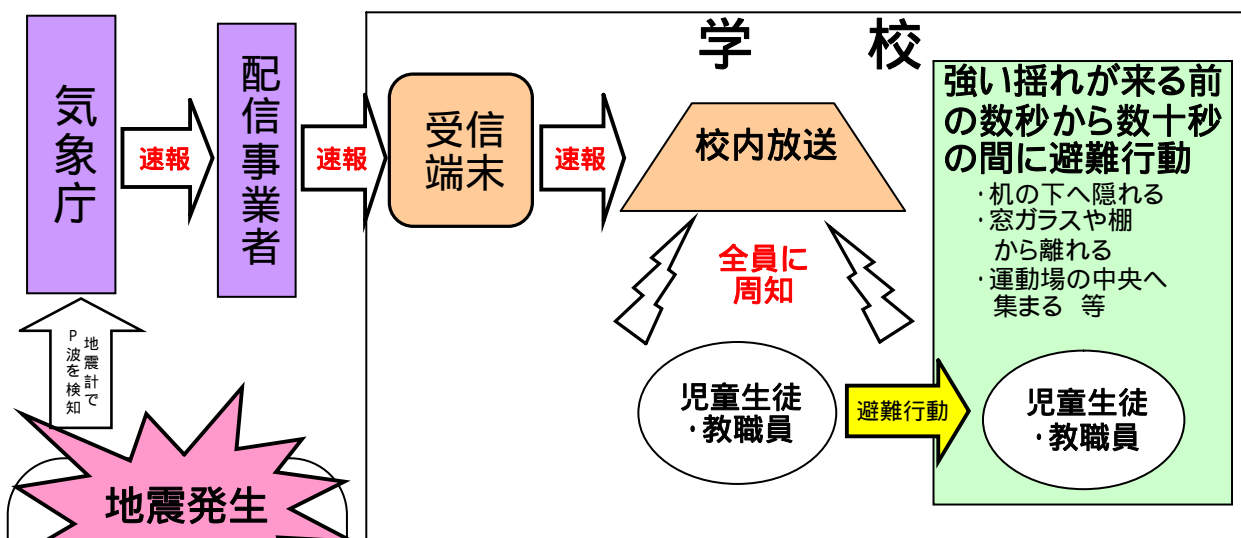 学　校
気象庁
速報
配信事業者
速報
受信
端末
速報
校内放送
全員に
周知
児童生徒
・教職員
避難行動
強い揺れが来る前
の数秒から数十秒
の間に避難行動
・机の下へ隠れる
・窓ガラスや棚
から離れる
・運動場の中央へ
集まる　等
児童生徒
・教職員
地震計で
P波を検知
地震発生